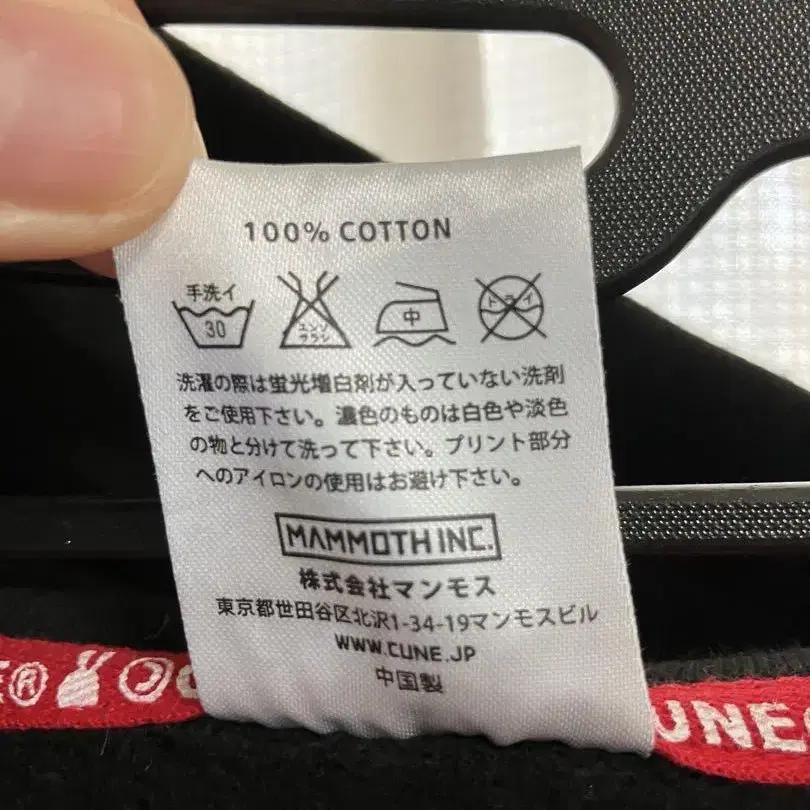 100% COTTON
手洗イ
30
エンソ
サラシ
中
ドライ
洗濯の際は蛍光増白剤が入っていない洗剤
をご使用下さい。濃色のものは白色や淡色
の物と分けて洗って下さい。プリント部分
へのアイロンの使用はお避け下さい。
MAMMOTH INC.
株式会社マンモス
東京都世田谷区北沢1-34-19マンモスビル
WWW.CUNE.JP
中国製
®
UNE